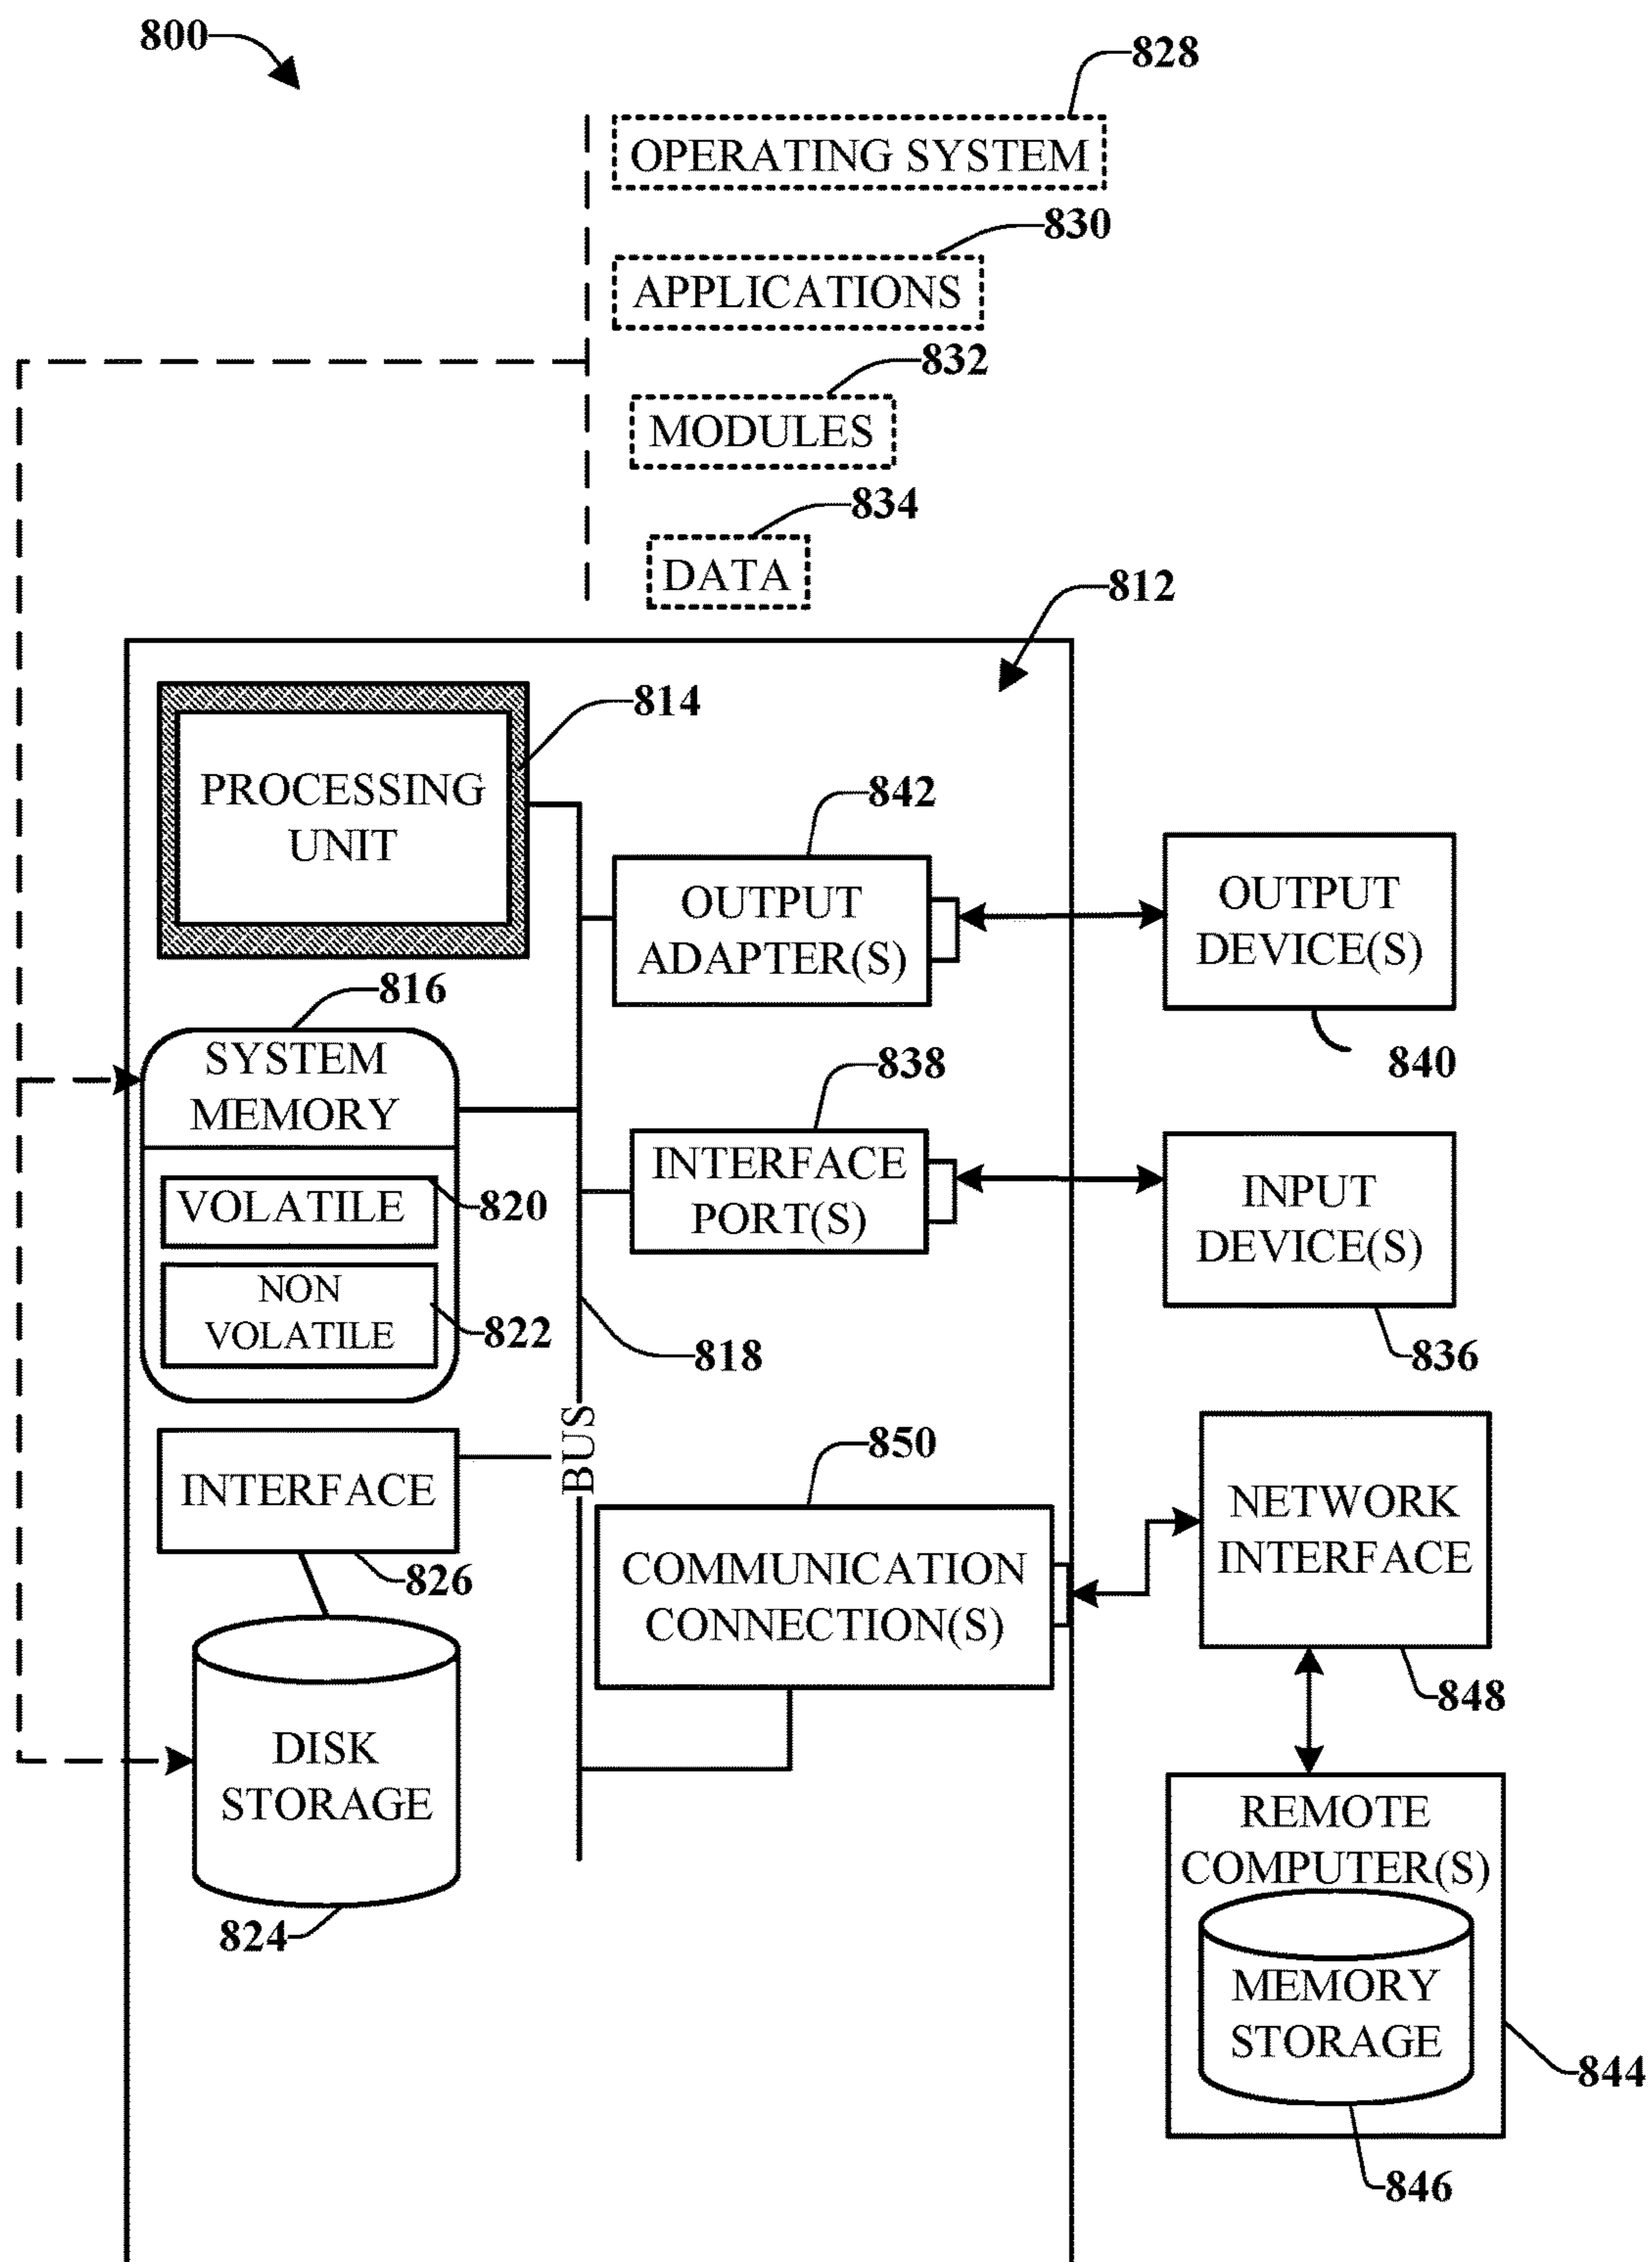 800
828
OPERATING SYSTEM
830
APPLICATIONS
832
MODULES
834
DATA
812
814
PROCESSING
UNIT
842
OUTPUT
ADAPTER(S)
OUTPUT
DEVICE(S)
840
816
SYSTEM
MEMORY
838
INTERFACE
PORT(S)
INPUT
DEVICE(S)
836
VOLATILE
820
NON
VOLATILE
822
818
BUS
INTERFACE
826
850
COMMUNICATION
CONNECTION(S)
NETWORK
INTERFACE
848
DISK
STORAGE
824
REMOTE
COMPUTER(S)
MEMORY
STORAGE
844
846